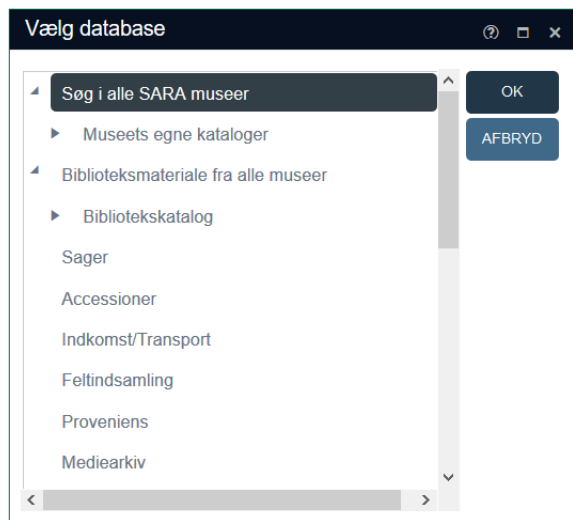 Vælg database
Søg i alle SARA museer
OK
Museets egne kataloger
AFBRYD
Biblioteksmateriale fra alle museer
Bibliotekskatalog
Sager
Accessioner
Indkomst/Transport
Feltindsamling
Proveniens
Mediearkiv